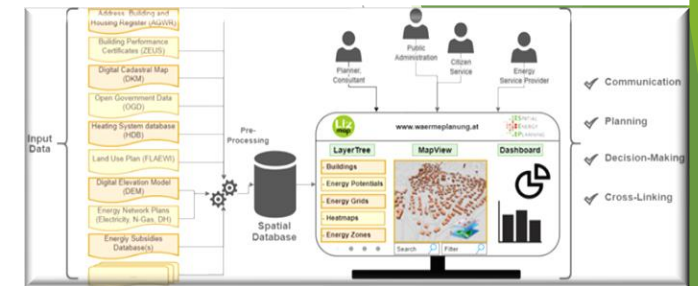 Input
Data
Address, Building and
Housing Register (AGWR)
Building Performance
Certificates (ZEUS)
Digital Cadastral Map
(DKM)
Open Government Data
(OGD)
Heating System database
(HDB)
Land Use Plan (FLAEWI)
Digital Elevation Model
(DEM)
Energy Network Plans
(Electricity, N-Gas, DH)
Energy Subsidies
Database(s)
Pre-
Processing
Spatial
Database
Planner,
Consultant
Public
Administration
Citizen
Service
Energy
Service Provider
Liz
map
www.waermeplanung.at
LayerTree
MapView
Dashboard
Buildings
Energy Potentials
Energy Grids
Heatmaps
Energy Zones
Search
Filter
Communication
Planning
Decision-Making
Cross-Linking